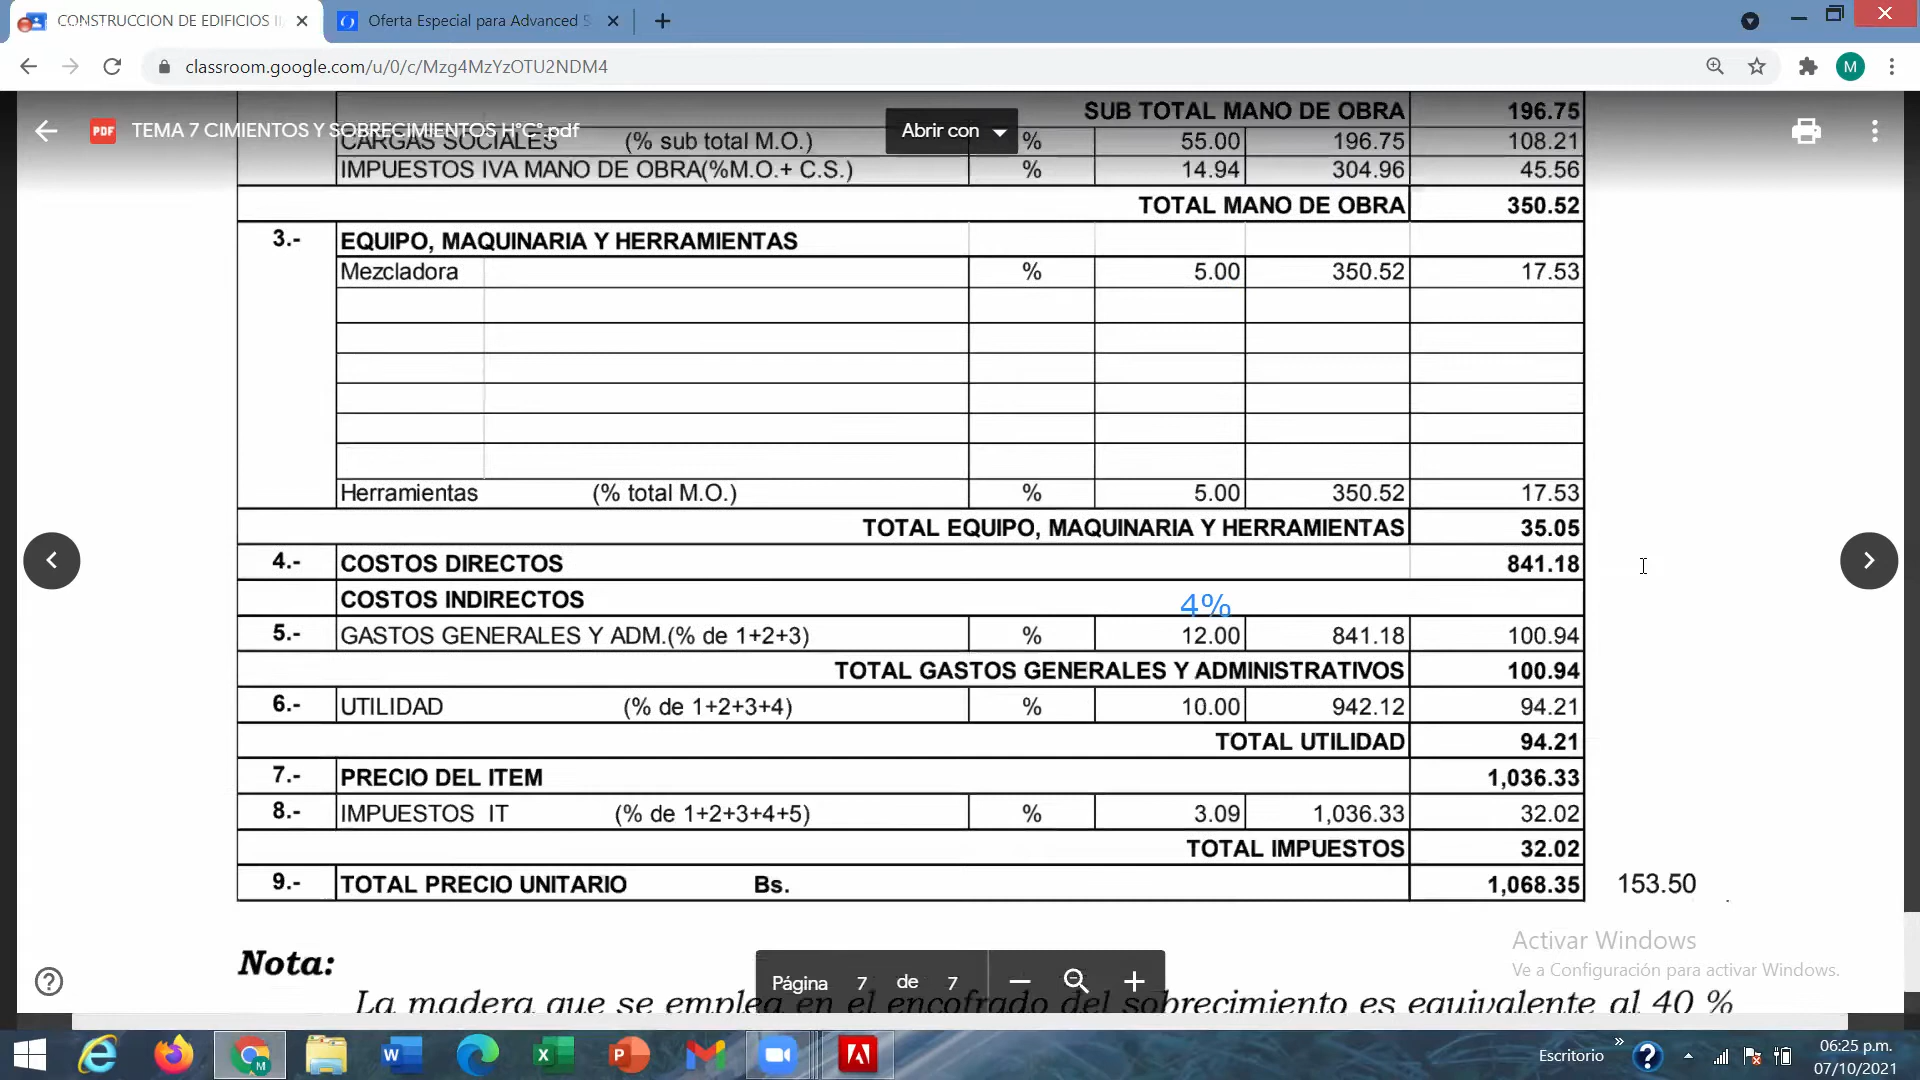 CONSTRUCCION DE EDIFICIOS II
Oferta Especial para Advanced S
classroom.google.com/u/0/c/Mzg4MzYzOTU2NDM4
M
SUB TOTAL MANO DE OBRA 196.75
PDF TEMA 7 CIMIENTOS Y SOBRECIMIENTOS H°C°.pdf
Abrir con
CARGAS SOCIALES (% sub total M.O.) % 55.00 196.75 108.21
IMPUESTOS IVA MANO DE OBRA(%M.O.+ C.S.) % 14.94 304.96 45.56
TOTAL MANO DE OBRA 350.52
3.- EQUIPO, MAQUINARIA Y HERRAMIENTAS
Mezcladora % 5.00 350.52 17.53
Herramientas (% total M.O.) % 5.00 350.52 17.53
TOTAL EQUIPO, MAQUINARIA Y HERRAMIENTAS 35.05
4.- COSTOS DIRECTOS 841.18
COSTOS INDIRECTOS 4%
5.- GASTOS GENERALES Y ADM.(% de 1+2+3) % 12.00 841.18 100.94
TOTAL GASTOS GENERALES Y ADMINISTRATIVOS 100.94
6.- UTILIDAD (% de 1+2+3+4) % 10.00 942.12 94.21
TOTAL UTILIDAD 94.21
7.- PRECIO DEL ITEM 1,036.33
8.- IMPUESTOS IT (% de 1+2+3+4+5) % 3.09 1,036.33 32.02
TOTAL IMPUESTOS 32.02
9.- TOTAL PRECIO UNITARIO Bs. 1,068.35 153.50
Activar Windows
Ve a Configuración para activar Windows.
Nota:
Página 7 de 7
La madera que se emplea en el encofrado del sobrecimiento es equivalente al 40 %
Escritorio
06:25 p.m.
07/10/2021